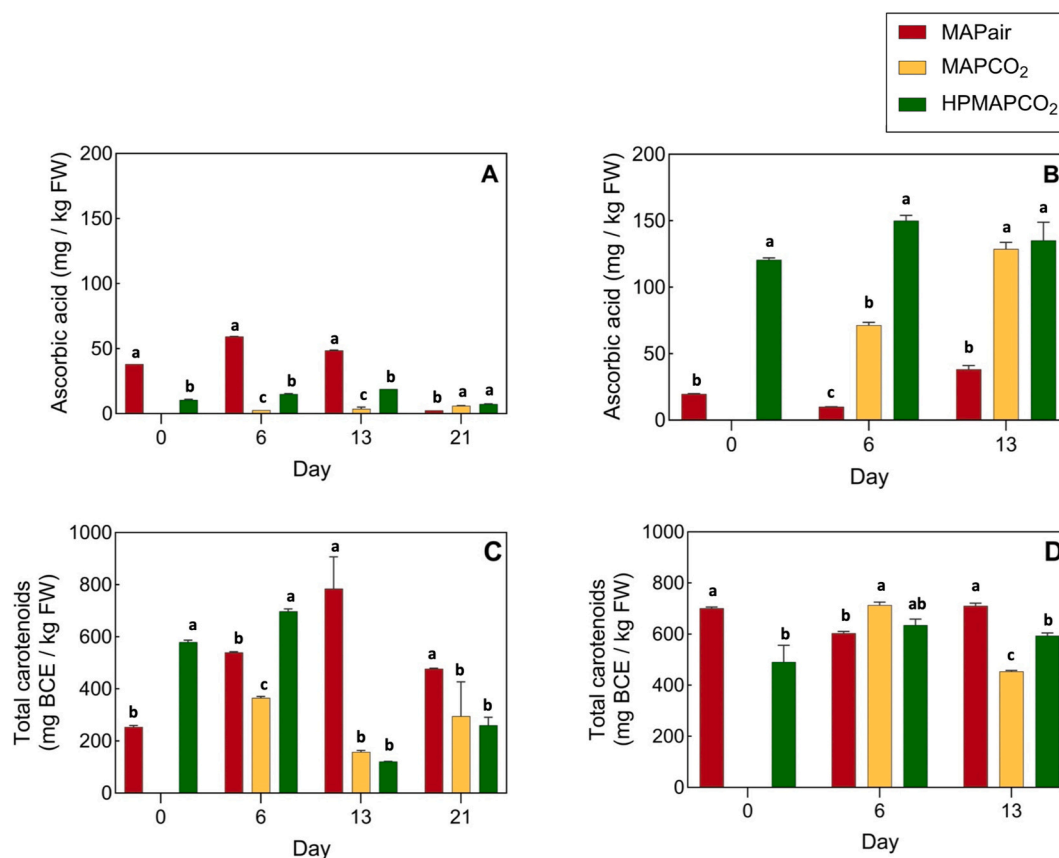 MAPair
MAPCO₂
HPMAPCO₂
A
Ascorbic acid (mg / kg FW)
200
150
100
50
0
a
b
a
c
b
a
c
b
b
a
a
0 6 13 21
Day
B
Ascorbic acid (mg / kg FW)
200
150
100
50
0
b
a
c
b
a
b
a
a
0 6 13
Day
C
Total carotenoids
(mg BCE / kg FW)
1000
800
600
400
200
0
b
a
b
c
a
a
b
b
a
b
b
0 6 13 21
Day
D
Total carotenoids
(mg BCE / kg FW)
1000
800
600
400
200
0
a
b
b
a
ab
a
c
b
0 6 13
Day